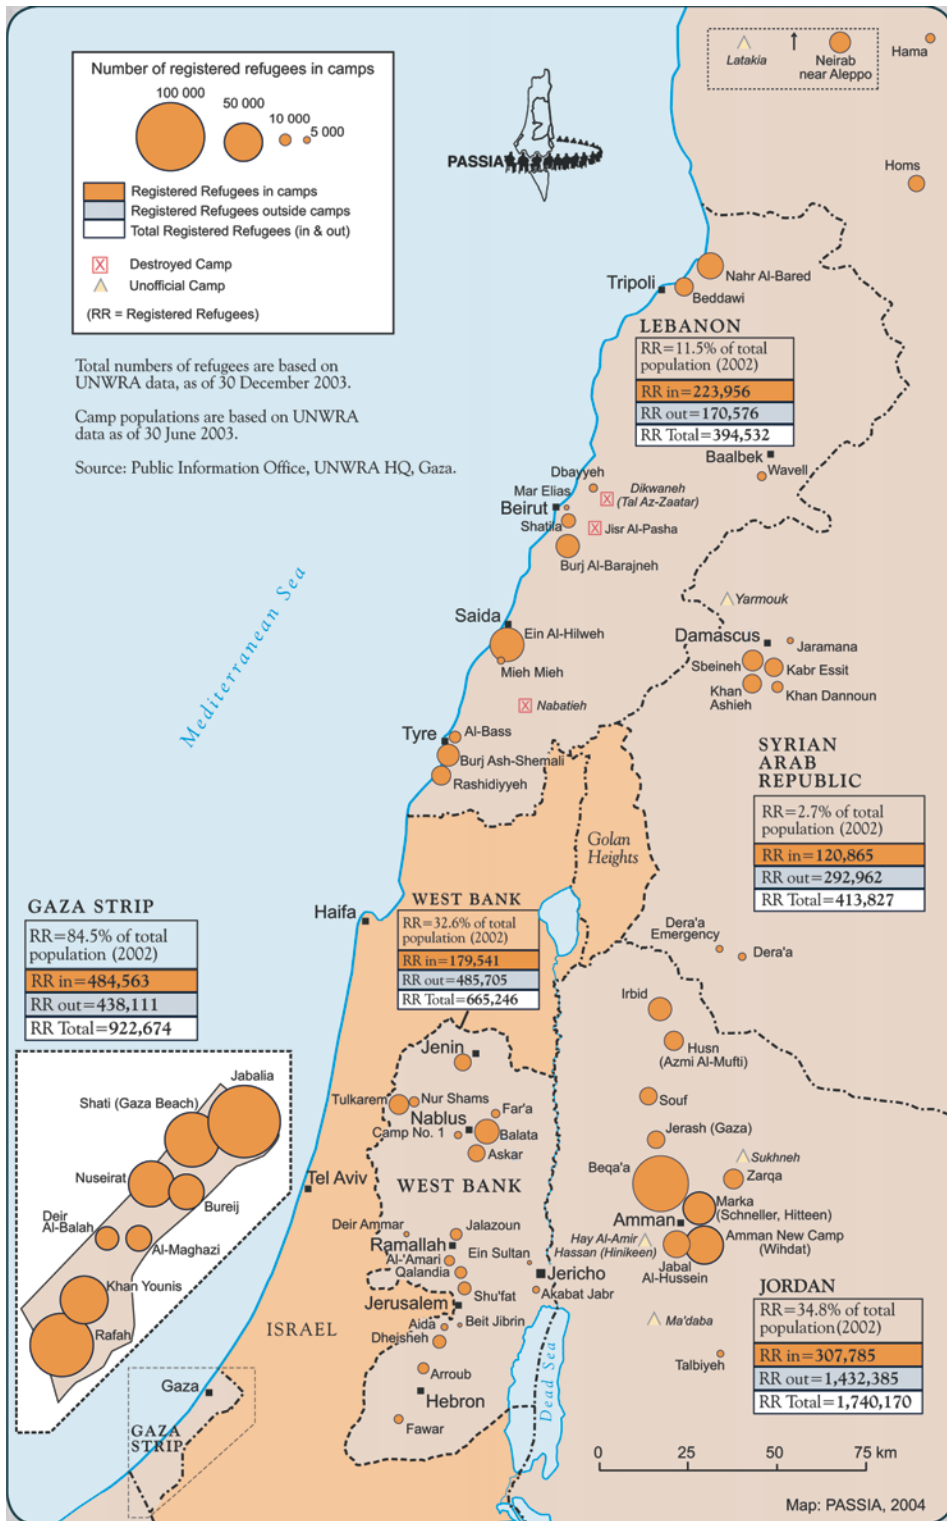 Number of registered refugees in camps
100 000
50 000
10 000
5 000
Registered Refugees in camps
Registered Refugees outside camps
Total Registered Refugees (in & out)
Destroyed Camp
Unofficial Camp
(RR = Registered Refugees)
Total numbers of refugees are based on
UNWRA data, as of 30 December 2003.
Camp populations are based on UNWRA
data as of 30 June 2003.
Source: Public Information Office, UNWRA HQ, Gaza.
PASSIA
Latakia
Neirab
near Aleppo
Hama
Homs
Nahr Al-Bared
Tripoli
Beddawi
LEBANON
RR=11.5% of total
population (2002)
RR in=223,956
RR out=170,576
RR Total=394,532
Baalbek
Wavell
Dbayyeh
Mar Elias
Dikwaneh
(Tal Az-Zaatar)
Beirut
Shatila
Jisr Al-Pasha
Burj Al-Barajneh
Mediterranean Sea
Yarmouk
Saida
Ein Al-Hilweh
Mieh Mieh
Damascus
Jaramana
Sbeineh
Kabr Essit
Khan
Ashieh
Khan Dannoun
Nabatieh
Tyre
Al-Bass
Burj Ash-Shemali
Rashidiyyeh
SYRIAN
ARAB
REPUBLIC
RR=2.7% of total
population (2002)
RR in=120,865
RR out=292,962
RR Total=413,827
Golan
Heights
GAZA STRIP
RR=84.5% of total
population (2002)
RR in=484,563
RR out=438,111
RR Total=922,674
Haifa
WEST BANK
RR=32.6% of total
population (2002)
RR in=179,541
RR out=485,705
RR Total=665,246
Dera'a
Emergency
Dera'a
Irbid
Husn
(Azmi Al-Mufti)
Souf
Jerash (Gaza)
Sukhneh
Beqa'a
Zarqa
Marka
(Schneller, Hitteen)
Amman
Amman New Camp
(Wihdat)
Hay Al-Amir
Hassan (Hinikeen)
Jabal
Al-Hussein
Jenin
Tulkarem
Nur Shams
Far'a
Nablus
Camp No. 1
Balata
Askar
Tel Aviv
WEST BANK
Deir Ammar
Jalazoun
Ramallah
Al-'Amari
Ein Sultan
Qalandia
Jericho
Shu'fat
Akabat Jabr
Jerusalem
Aida
Beit Jibrin
Dhejsheh
Arroub
Hebron
Fawar
ISRAEL
Dead Sea
Jabalia
Shati (Gaza Beach)
Nuseirat
Bureij
Deir
Al-Balah
Al-Maghazi
Khan Younis
Rafah
Gaza
GAZA
STRIP
JORDAN
RR=34.8% of total
population(2002)
RR in=307,785
RR out=1,432,385
RR Total=1,740,170
Ma'daba
Talbiyeh
0 25 50 75 km
Map: PASSIA, 2004